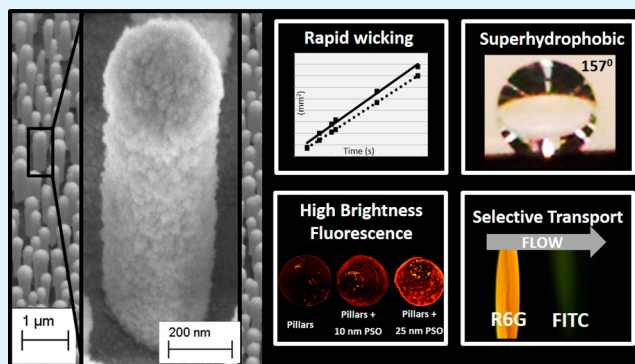 Rapid wicking
(mm²)
Time (s)
Superhydrophobic
157⁰
High Brightness
Fluorescence
Pillars
Pillars +
10 nm PSO
Pillars +
25 nm PSO
Selective Transport
FLOW
R6G
FITC
1 µm
200 nm